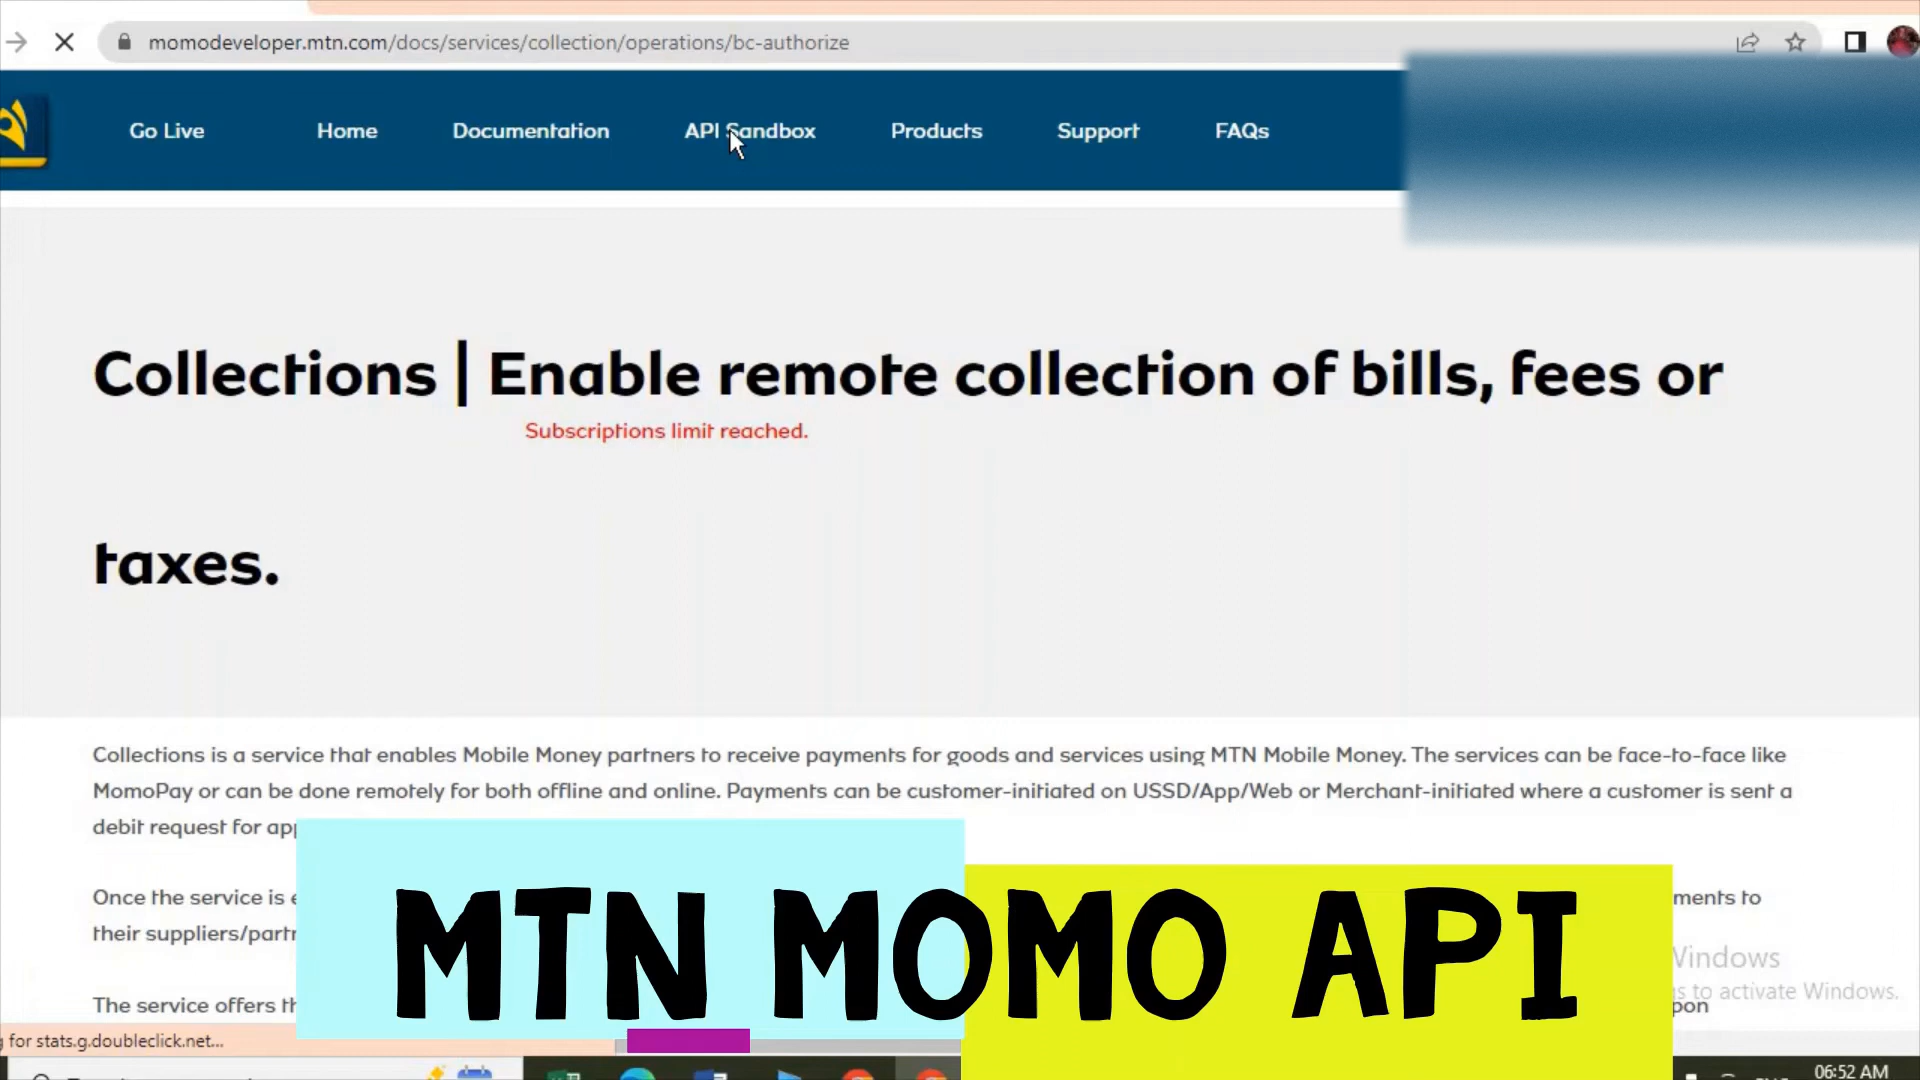 momodeveloper.mtn.com/docs/services/collection/operations/bc-authorize
Go Live Home Documentation API Sandbox Products Support FAQs
Collections | Enable remote collection of bills, fees or
Subscriptions limit reached.
taxes.
Collections is a service that enables Mobile Money partners to receive payments for goods and services using MTN Mobile Money. The services can be face-to-face like
MomoPay or can be done remotely for both offline and online. Payments can be customer-initiated on USSD/App/Web or Merchant-initiated where a customer is sent a
debit request for app
Once the service is e ments to
their suppliers/partn
Windows
gs to activate Windows.
The service offers th pon
MTN MOMO API
g for stats.g.doubleclick.net...
06:52 AM